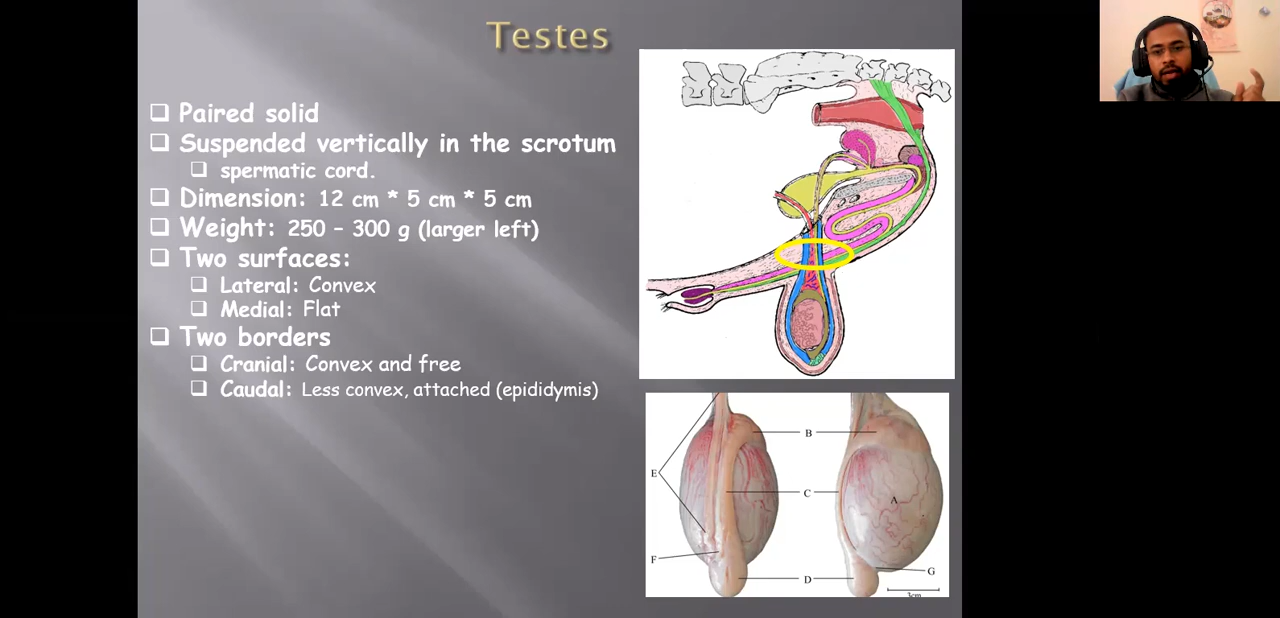 Testes
❑ Paired solid
❑ Suspended vertically in the scrotum
❑ spermatic cord.
❑ Dimension: 12 cm * 5 cm * 5 cm
❑ Weight: 250 – 300 g (larger left)
❑ Two surfaces:
❑ Lateral: Convex
❑ Medial: Flat
❑ Two borders
❑ Cranial: Convex and free
❑ Caudal: Less convex, attached (epididymis)
B
E
C
A
F
D
G
3cm